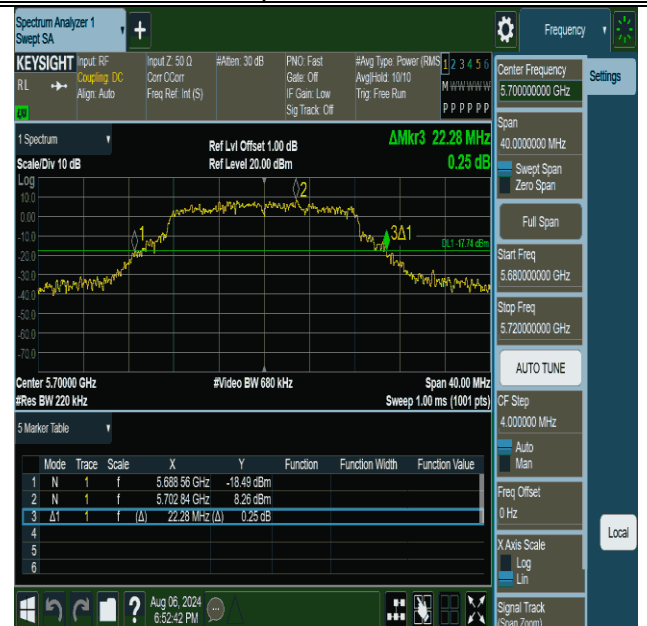 Spectrum Analyzer 1
Swept SA
+
Frequency
KEYSIGHT Input: RF Input Z: 50 Ω #Atten: 30 dB PNO: Fast #Avg Type: Power (RMS 1 2 3 4 5 6
RL Coupling: DC Corr CCorr Gate: Off Avg|Hold: 10/10 M W W W W W
Align: Auto Freq Ref: Int (S) IF Gain: Low Trig: Free Run
Sig Track: Off P P P P P P
1 Spectrum
Ref Lvl Offset 1.00 dB ΔMkr3 22.28 MHz
Scale/Div 10 dB Ref Level 20.00 dBm 0.25 dB
Log
10.0
0.00
-10.0
-20.0
-30.0
-40.0
-50.0
-60.0
-70.0
1
2
3Δ1
DL1 -17.74 dBm
Center 5.70000 GHz #Video BW 680 kHz Span 40.00 MHz
#Res BW 220 kHz Sweep 1.00 ms (1001 pts)
5 Marker Table
Mode Trace Scale X Y Function Function Width Function Value
1 N 1 f 5.688 56 GHz -18.49 dBm
2 N 1 f 5.702 84 GHz 8.26 dBm
3 Δ1 1 f (Δ) 22.28 MHz (Δ) 0.25 dB
4
5
6
?
Aug 06, 2024
6:52:42 PM
Center Frequency
5.700000000 GHz
Settings
Span
40.0000000 MHz
Swept Span
Zero Span
Full Span
Start Freq
5.680000000 GHz
Stop Freq
5.720000000 GHz
AUTO TUNE
CF Step
4.000000 MHz
Auto
Man
Freq Offset
0 Hz
Local
X Axis Scale
Log
Lin
Signal Track
(Span Zoom)